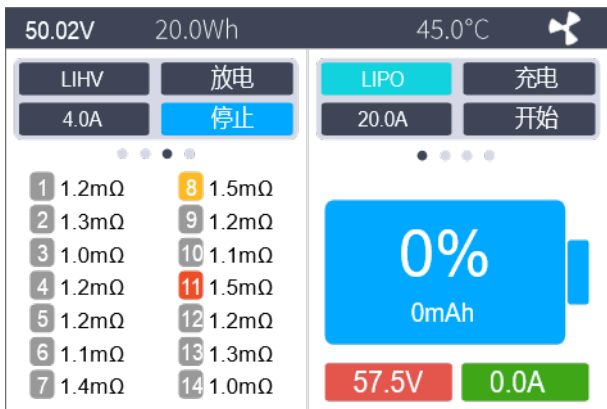 50.02V 20.0Wh 45.0°C
LIHV 放电
4.0A 停止
1 1.2mΩ 8 1.5mΩ
2 1.3mΩ 9 1.2mΩ
3 1.0mΩ 10 1.1mΩ
4 1.2mΩ 11 1.5mΩ
5 1.2mΩ 12 1.2mΩ
6 1.1mΩ 13 1.3mΩ
7 1.4mΩ 14 1.0mΩ
LIPO 充电
20.0A 开始
0%
0mAh
57.5V 0.0A